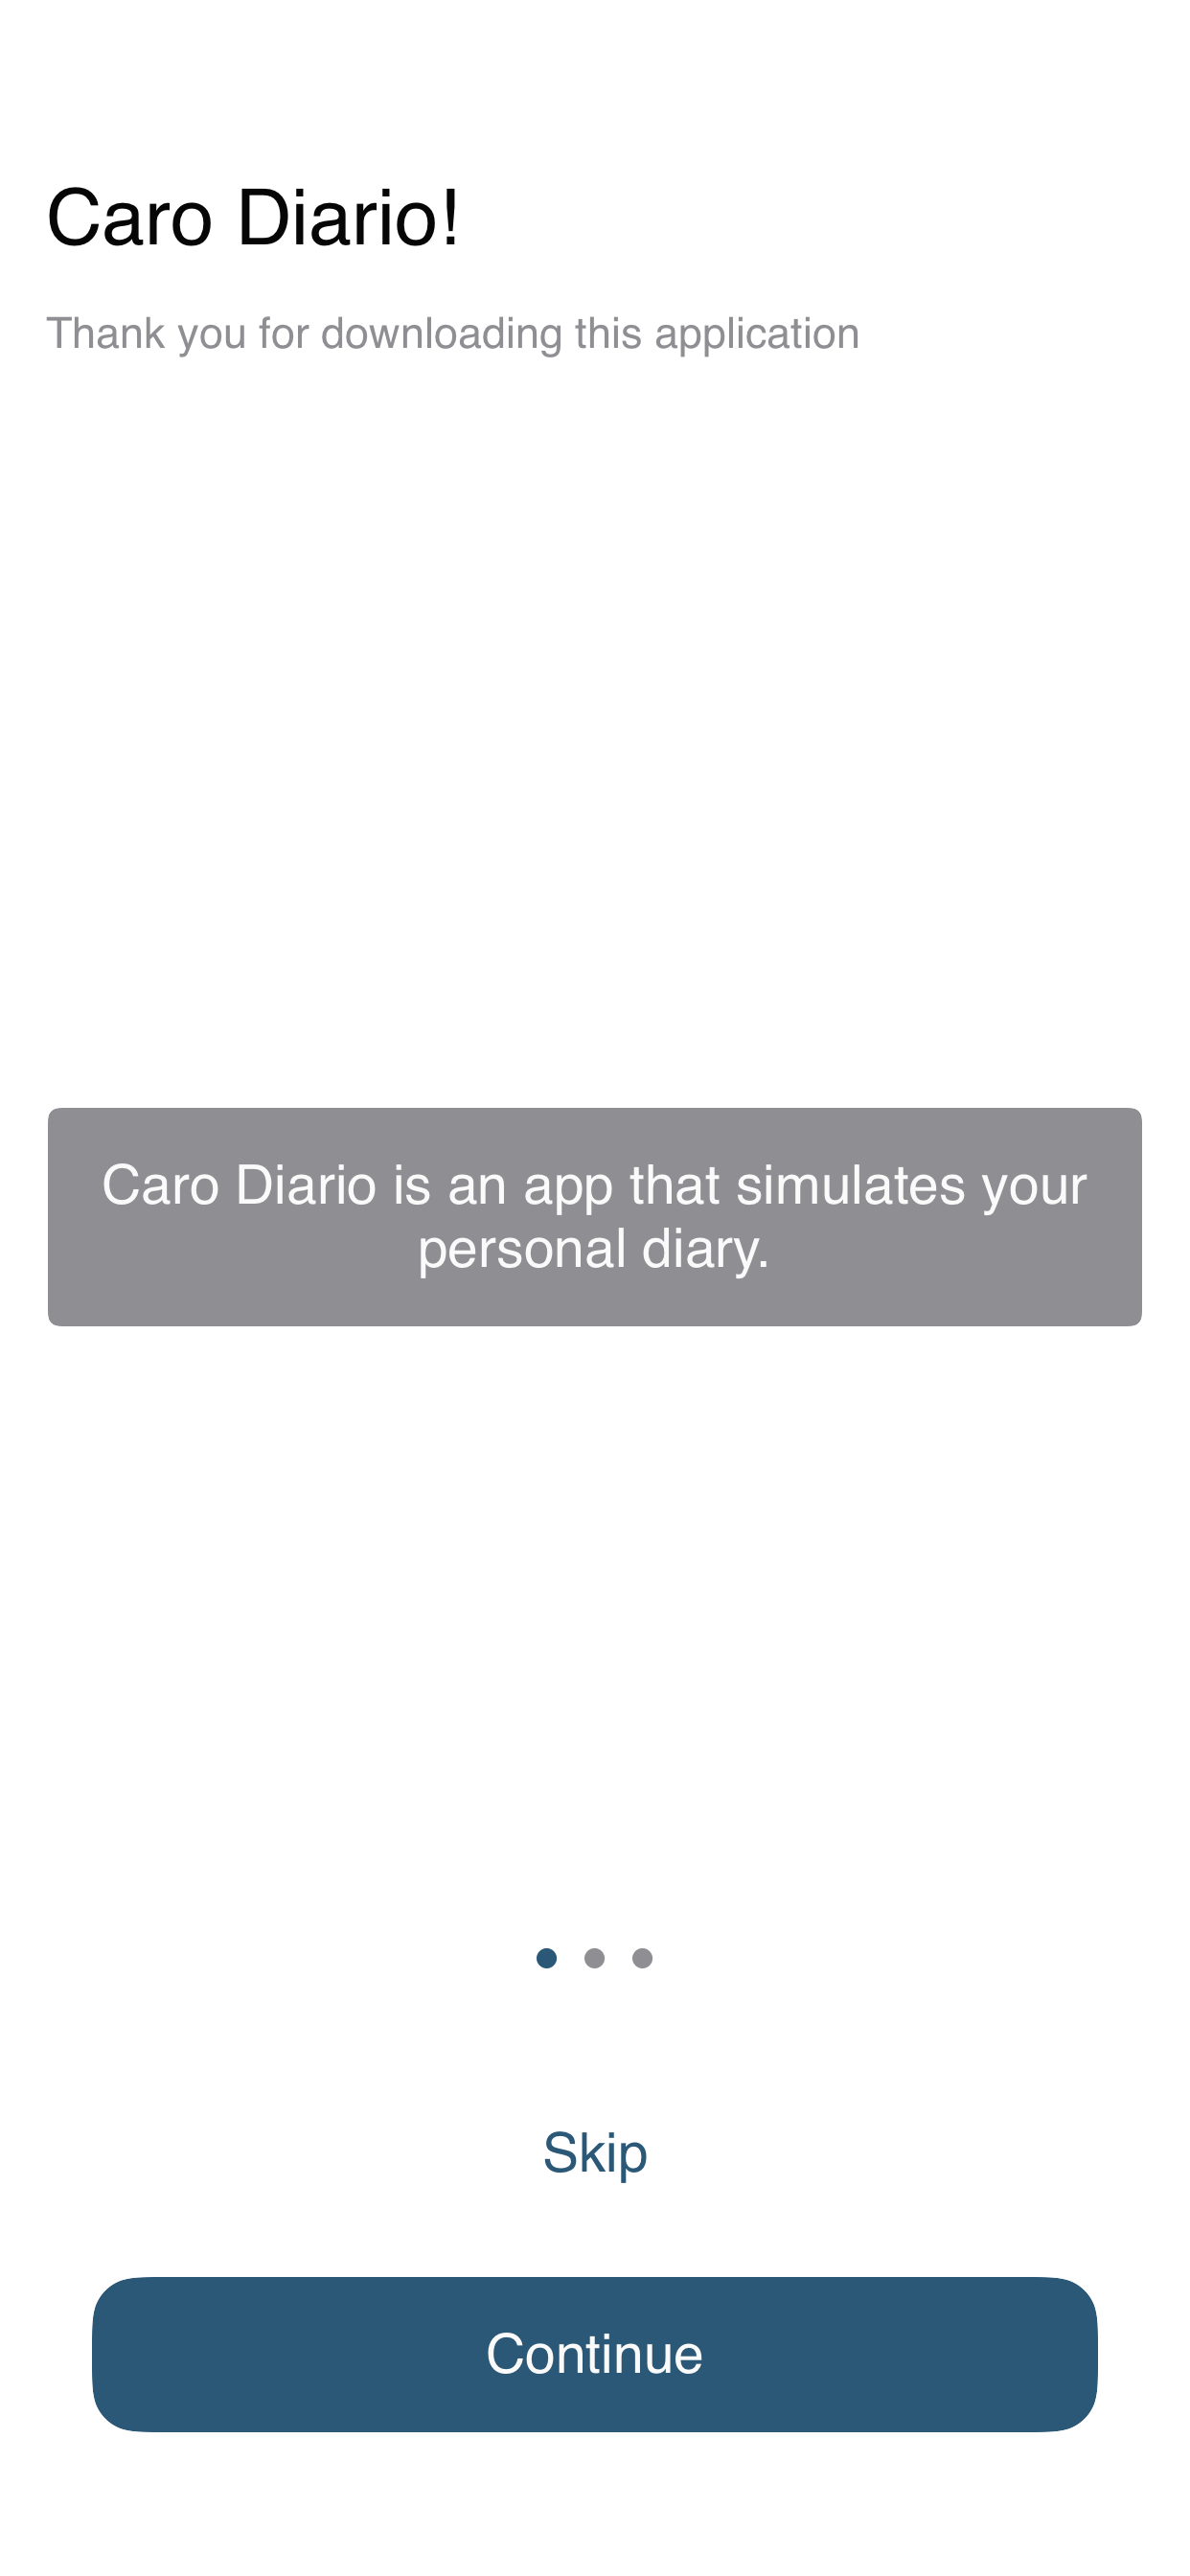 Caro Diario!
Thank you for downloading this application
Caro Diario is an app that simulates your
personal diary.
Skip
Continue